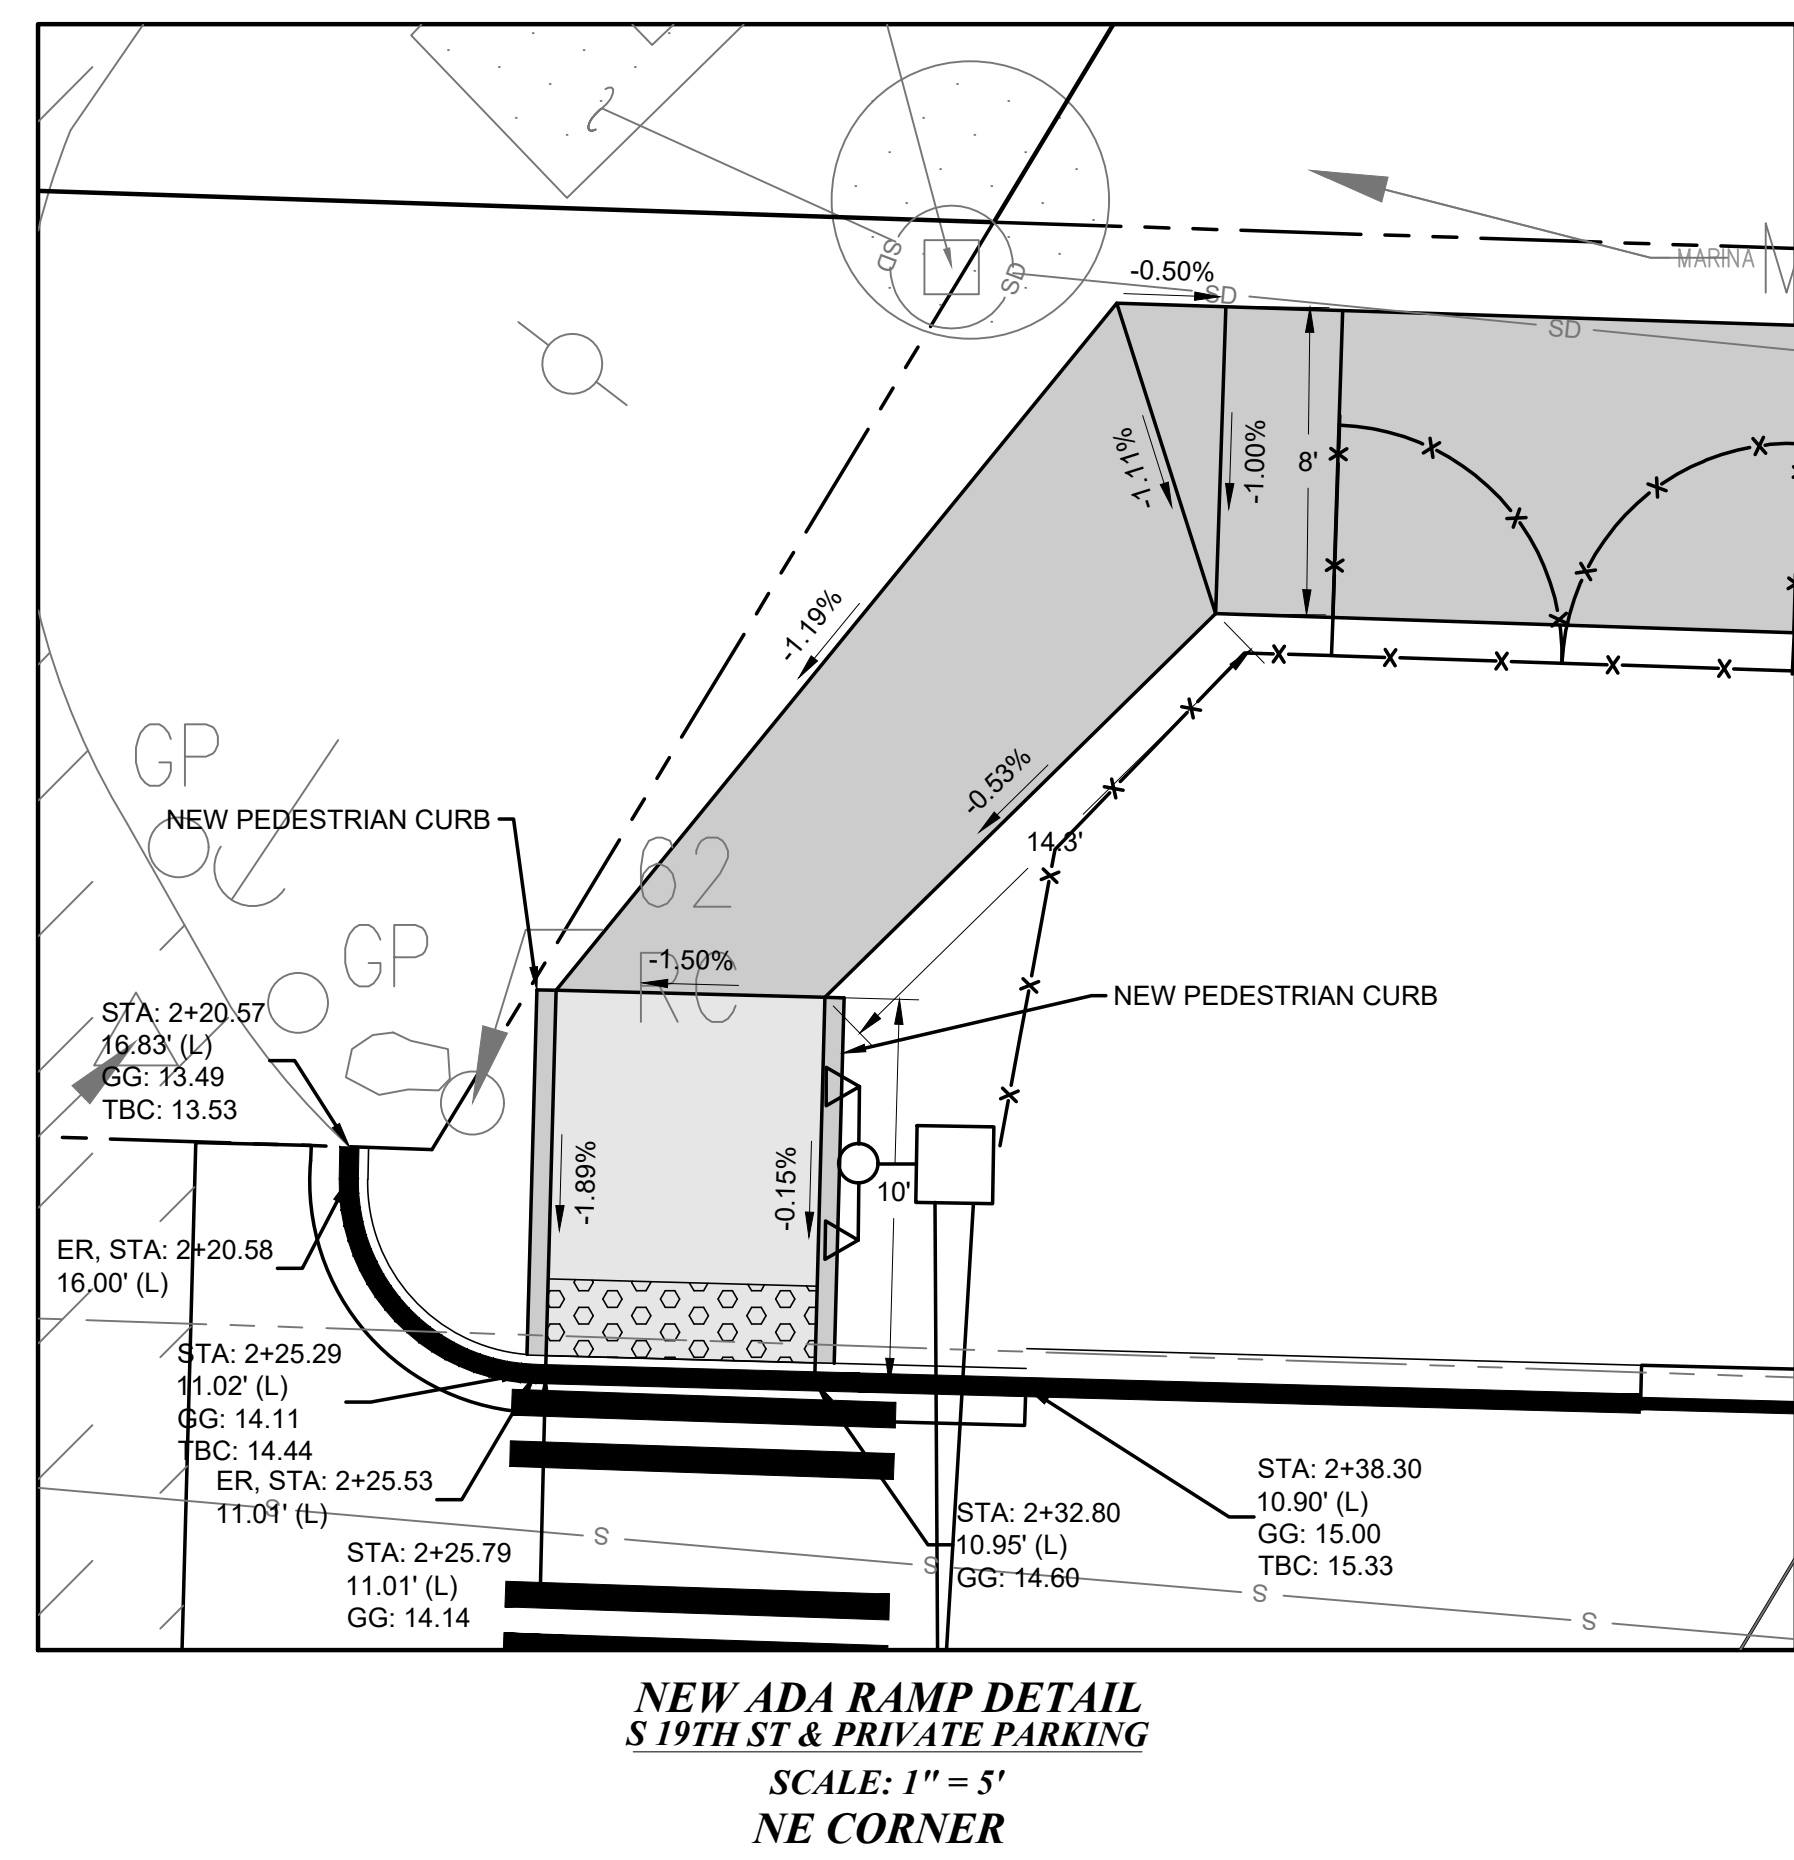 -0.50%
SD
SD
SD
SD
MARINA
-1.11%
-1.00%
8'
-1.19%
-0.53%
14.3'
GP
NEW PEDESTRIAN CURB
62
RC
-1.50%
GP
NEW PEDESTRIAN CURB
STA: 2+20.57
16.83' (L)
GG: 13.49
TBC: 13.53
-1.89%
-0.15%
10'
ER, STA: 2+20.58
16.00' (L)
STA: 2+25.29
11.02' (L)
GG: 14.11
TBC: 14.44
ER, STA: 2+25.53
11.01' (L)
STA: 2+25.79
11.01' (L)
GG: 14.14
STA: 2+32.80
10.95' (L)
GG: 14.60
STA: 2+38.30
10.90' (L)
GG: 15.00
TBC: 15.33
S
S
S
S
S
NEW ADA RAMP DETAIL
S 19TH ST & PRIVATE PARKING
SCALE: 1" = 5'
NE CORNER